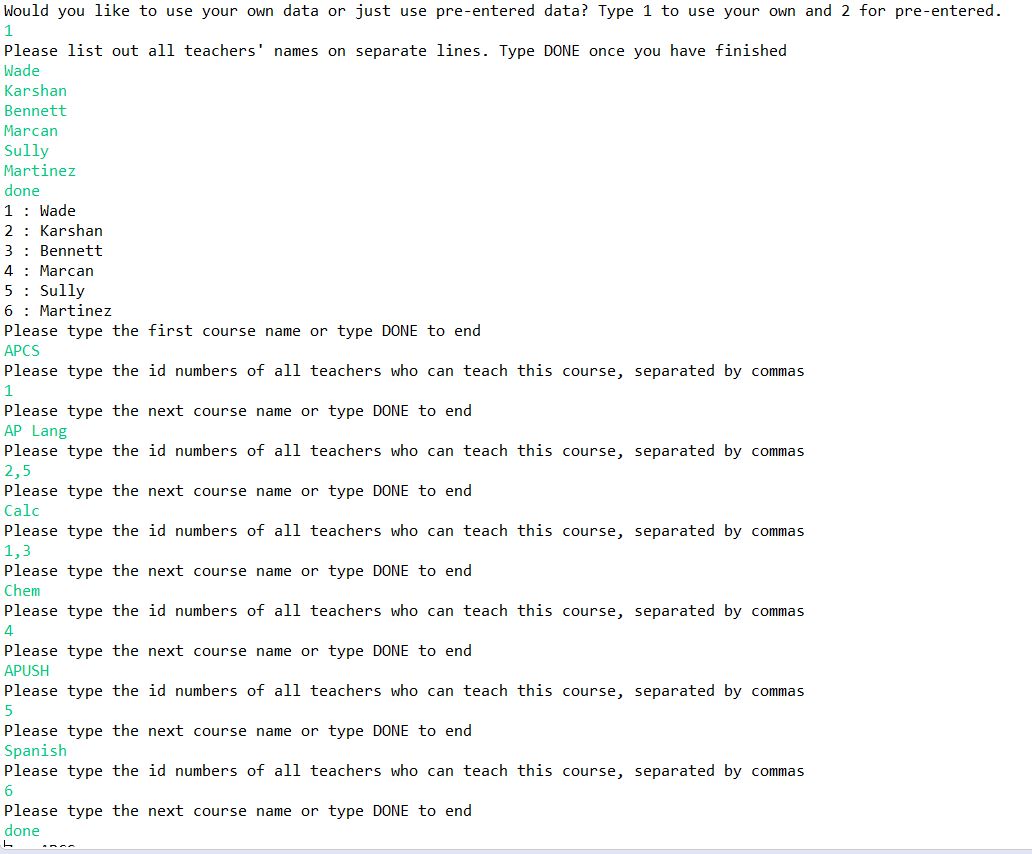 Would you like to use your own data or just use pre-entered data? Type 1 to use your own and 2 for pre-entered.
1
Please list out all teachers' names on separate lines. Type DONE once you have finished
Wade
Karshan
Bennett
Marcan
Sully
Martinez
done
1 : Wade
2 : Karshan
3 : Bennett
4 : Marcan
5 : Sully
6 : Martinez
Please type the first course name or type DONE to end
APCS
Please type the id numbers of all teachers who can teach this course, separated by commas
1
Please type the next course name or type DONE to end
AP Lang
Please type the id numbers of all teachers who can teach this course, separated by commas
2,5
Please type the next course name or type DONE to end
Calc
Please type the id numbers of all teachers who can teach this course, separated by commas
1,3
Please type the next course name or type DONE to end
Chem
Please type the id numbers of all teachers who can teach this course, separated by commas
4
Please type the next course name or type DONE to end
APUSH
Please type the id numbers of all teachers who can teach this course, separated by commas
5
Please type the next course name or type DONE to end
Spanish
Please type the id numbers of all teachers who can teach this course, separated by commas
6
Please type the next course name or type DONE to end
done